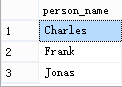 person_name
1 Charles
2 Frank
3 Jonas